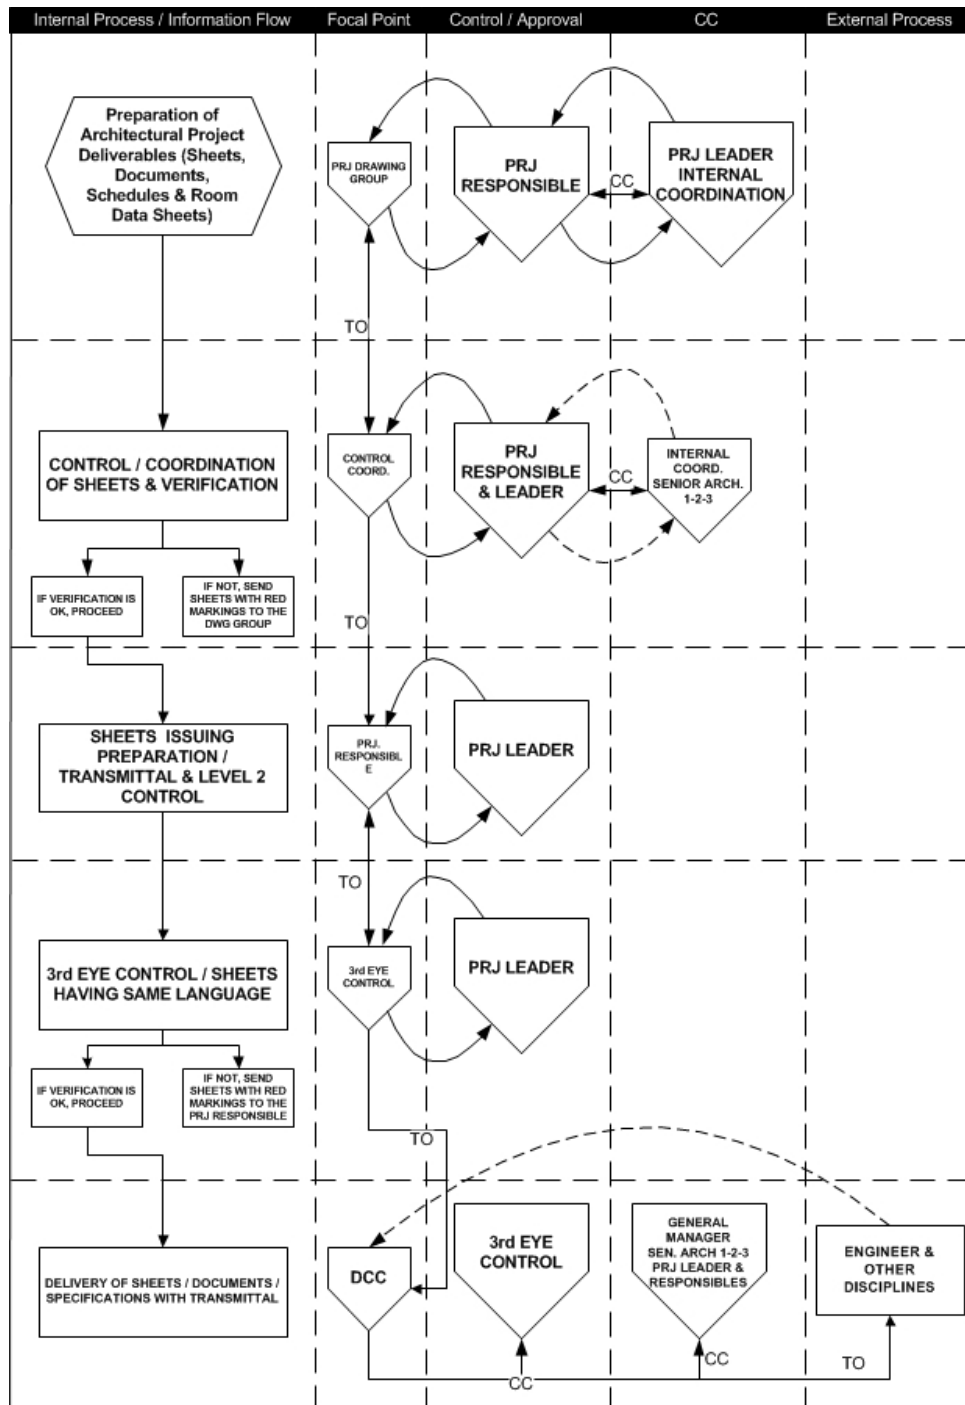 Internal Process / Information Flow
Focal Point
Control / Approval
CC
External Process
Preparation of
Architectural Project
Deliverables (Sheets,
Documents,
Schedules & Room
Data Sheets)
PRJ DRAWING
GROUP
PRJ
RESPONSIBLE
CC
PRJ LEADER
INTERNAL
COORDINATION
TO
CONTROL / COORDINATION
OF SHEETS & VERIFICATION
CONTROL
COORD.
PRJ
RESPONSIBLE
& LEADER
CC
INTERNAL
COORD.
SENIOR ARCH.
1-2-3
IF VERIFICATION IS
OK, PROCEED
IF NOT, SEND
SHEETS WITH RED
MARKINGS TO THE
DWG GROUP
TO
SHEETS ISSUING
PREPARATION /
TRANSMITTAL & LEVEL 2
CONTROL
PRJ.
RESPONSIBL
E
PRJ LEADER
TO
3rd EYE CONTROL / SHEETS
HAVING SAME LANGUAGE
3rd EYE
CONTROL
PRJ LEADER
IF VERIFICATION IS
OK, PROCEED
IF NOT, SEND
SHEETS WITH RED
MARKINGS TO THE
PRJ RESPONSIBLE
TO
DELIVERY OF SHEETS / DOCUMENTS /
SPECIFICATIONS WITH TRANSMITTAL
DCC
3rd EYE
CONTROL
GENERAL
MANAGER
SEN. ARCH 1-2-3
PRJ LEADER &
RESPONSIBLES
ENGINEER &
OTHER
DISCIPLINES
CC
CC
TO